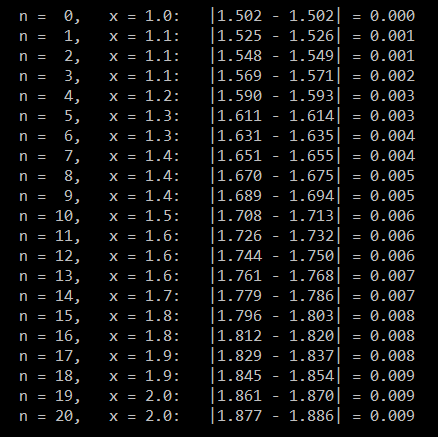 n =  0,   x = 1.0:   |1.502 - 1.502| = 0.000
n =  1,   x = 1.1:   |1.525 - 1.526| = 0.001
n =  2,   x = 1.1:   |1.548 - 1.549| = 0.001
n =  3,   x = 1.1:   |1.569 - 1.571| = 0.002
n =  4,   x = 1.2:   |1.590 - 1.593| = 0.003
n =  5,   x = 1.3:   |1.611 - 1.614| = 0.003
n =  6,   x = 1.3:   |1.631 - 1.635| = 0.004
n =  7,   x = 1.4:   |1.651 - 1.655| = 0.004
n =  8,   x = 1.4:   |1.670 - 1.675| = 0.005
n =  9,   x = 1.4:   |1.689 - 1.694| = 0.005
n = 10,   x = 1.5:   |1.708 - 1.713| = 0.006
n = 11,   x = 1.6:   |1.726 - 1.732| = 0.006
n = 12,   x = 1.6:   |1.744 - 1.750| = 0.006
n = 13,   x = 1.6:   |1.761 - 1.768| = 0.007
n = 14,   x = 1.7:   |1.779 - 1.786| = 0.007
n = 15,   x = 1.8:   |1.796 - 1.803| = 0.008
n = 16,   x = 1.8:   |1.812 - 1.820| = 0.008
n = 17,   x = 1.9:   |1.829 - 1.837| = 0.008
n = 18,   x = 1.9:   |1.845 - 1.854| = 0.009
n = 19,   x = 2.0:   |1.861 - 1.870| = 0.009
n = 20,   x = 2.0:   |1.877 - 1.886| = 0.009